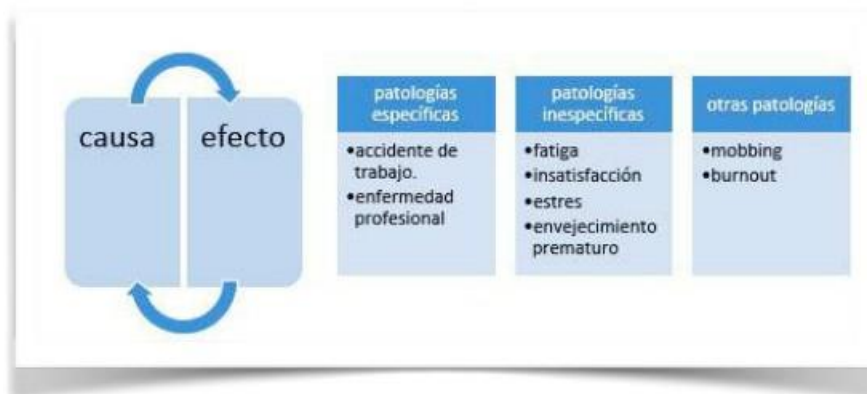 causa
efecto
patologías
específicas
•accidente de
trabajo.
•enfermedad
profesional
patologías
inespecíficas
•fatiga
•insatisfacción
•estres
•envejecimiento
prematuro
otras patologías
•mobbing
•burnout